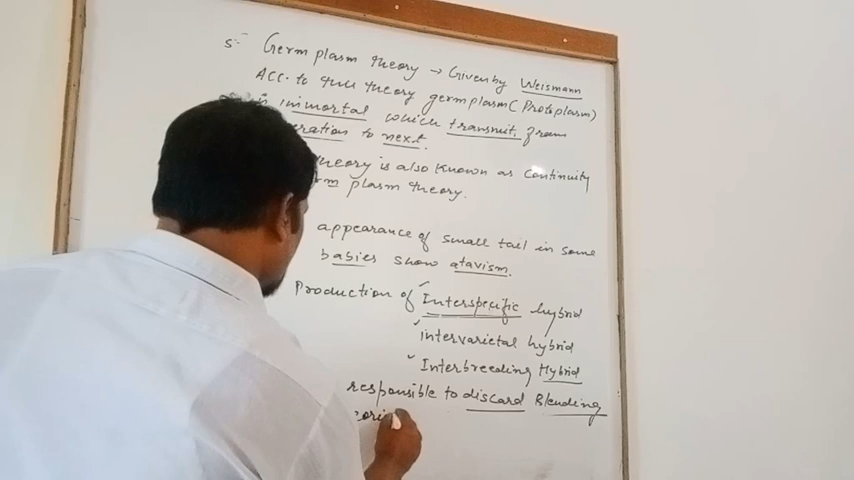 5:- Germ plasm theory → Given by Weismann
Acc. to this theory germplasm (Protoplasm)
immortal which transmit from
eration to next.
theory is also known as Continuity
rm plasm theory.
appearance of small tail in some
babies show atavism.
Production of Interspecific hybrid
intervarietal hybrid
Interbreeding Hybrid
responsible to discard Blending
eori